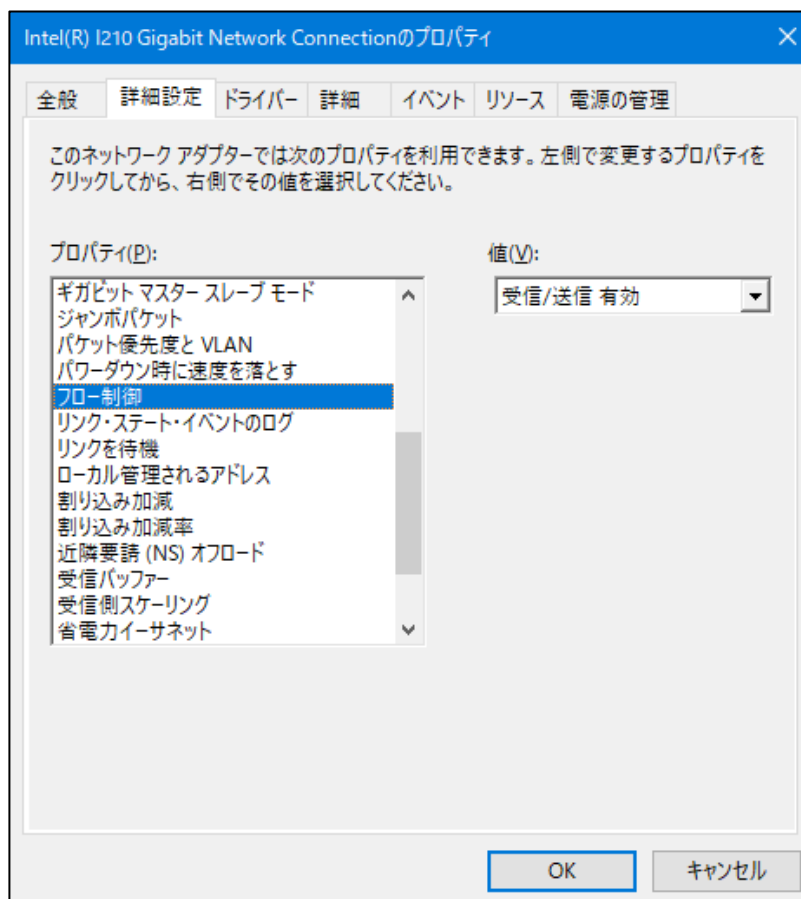 Intel(R) I210 Gigabit Network Connectionのプロパティ
全般 詳細設定 ドライバー 詳細 イベント リソース 電源の管理
このネットワーク アダプターでは次のプロパティを利用できます。左側で変更するプロパティを
クリックしてから、右側でその値を選択してください。
プロパティ(P): 値(V):
ギガビット マスター スレーブ モード
受信/送信 有効
ジャンボパケット
パケット優先度と VLAN
パワーダウン時に速度を落とす
フロー制御
リンク・ステート・イベントのログ
リンクを待機
ローカル管理されるアドレス
割り込み加減
割り込み加減率
近隣要請 (NS) オフロード
受信バッファー
受信側スケーリング
省電力イーサネット
OK キャンセル